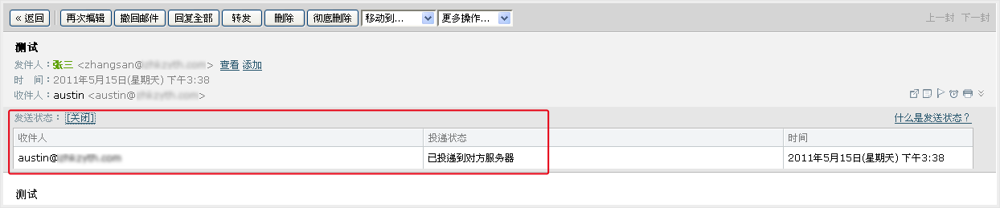 « 返回 再次编辑 撤回邮件 回复全部 转发 删除 彻底删除 移动到... 更多操作... 上一封 下一封
测试
发件人：张三 <zhangsan@ > 查看 添加
时 间：2011年5月15日(星期天) 下午3:38
收件人：austin <austin@ >
发送状态：[关闭] 什么是发送状态？
收件人 投递状态 时间
austin@ 已投递到对方服务器 2011年5月15日(星期天) 下午3:38
测试